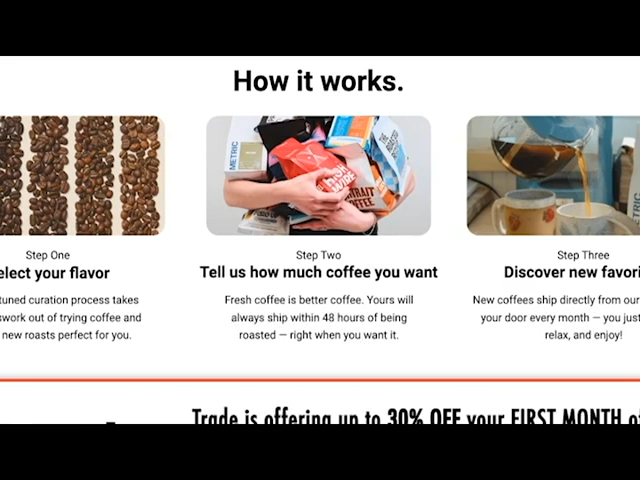 How it works.
METRIC
Step One
elect your flavor
tuned curation process takes
swork out of trying coffee and
new roasts perfect for you.
Step Two
Tell us how much coffee you want
Fresh coffee is better coffee. Yours will
always ship within 48 hours of being
roasted — right when you want it.
Step Three
Discover new favori
New coffees ship directly from our
your door every month — you just
relax, and enjoy!
Trade is offering up to 30% OFF your FIRST MONTH of